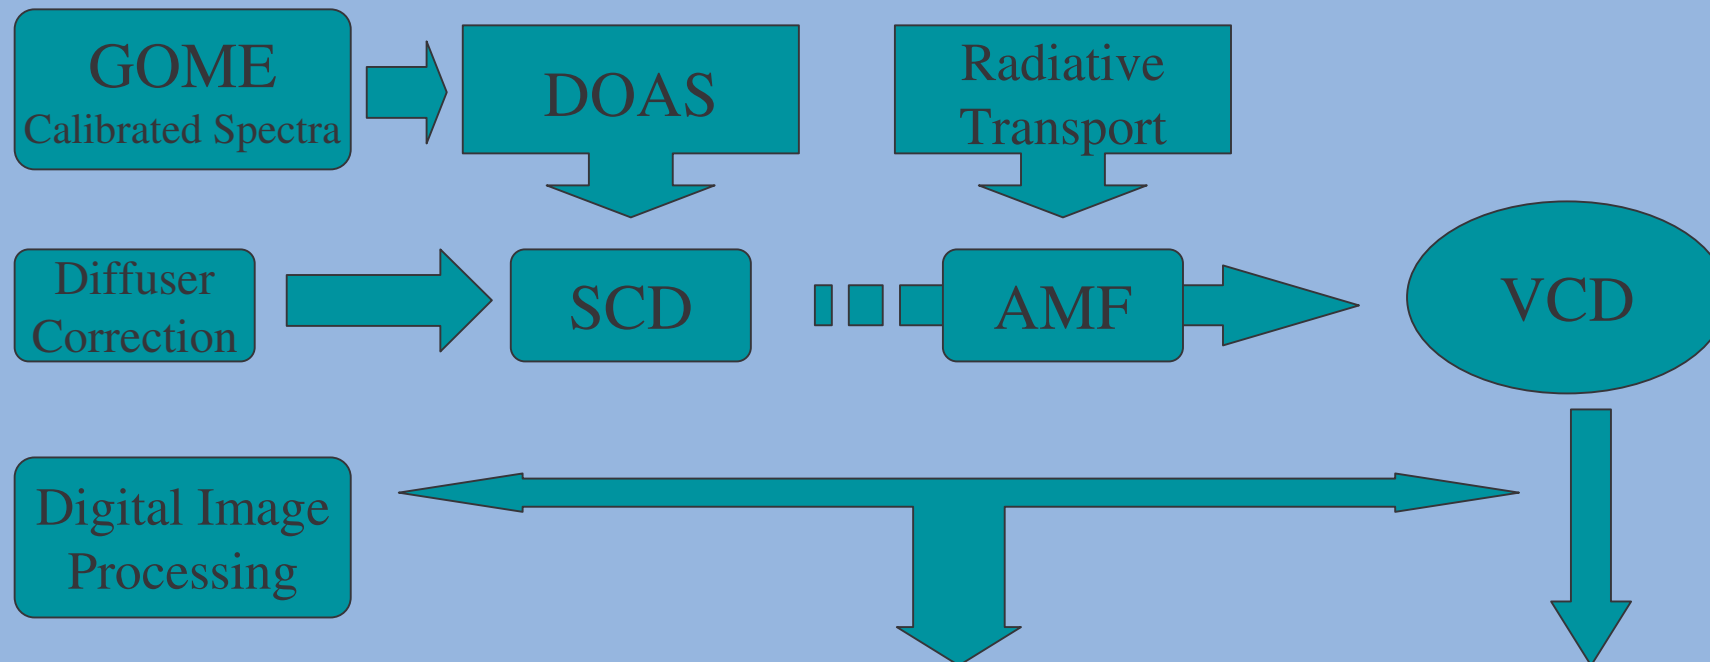 GOME
Calibrated Spectra
DOAS
Radiative
Transport
Diffuser
Correction
SCD
AMF
VCD
Digital Image
Processing